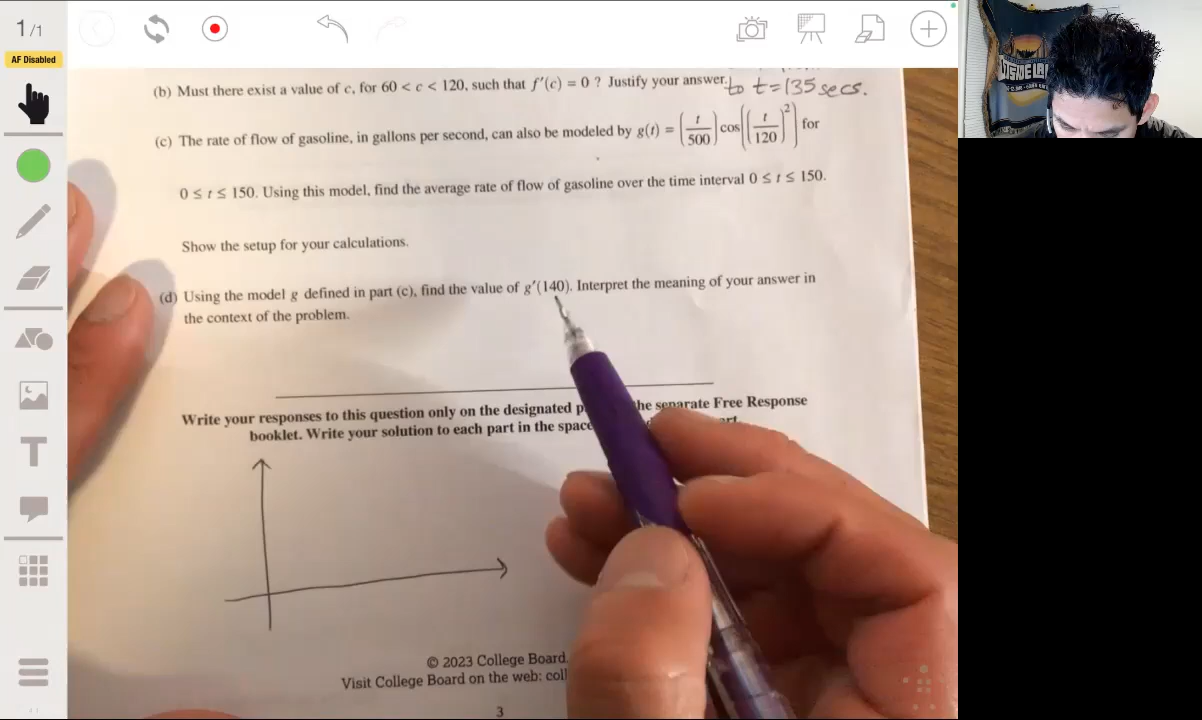 1/1
AF Disabled
(b) Must there exist a value of c, for 60 < c < 120, such that f′(c) = 0 ? Justify your answer. to t=135 secs.
(c) The rate of flow of gasoline, in gallons per second, can also be modeled by g(t) = (t/500) cos((t/120)²) for
0 ≤ t ≤ 150. Using this model, find the average rate of flow of gasoline over the time interval 0 ≤ t ≤ 150.
Show the setup for your calculations.
(d) Using the model g defined in part (c), find the value of g′(140). Interpret the meaning of your answer in
the context of the problem.
Write your responses to this question only on the designated he separate Free Response
booklet. Write your solution to each part in the space
© 2023 College Board.
Visit College Board on the web:
3
T